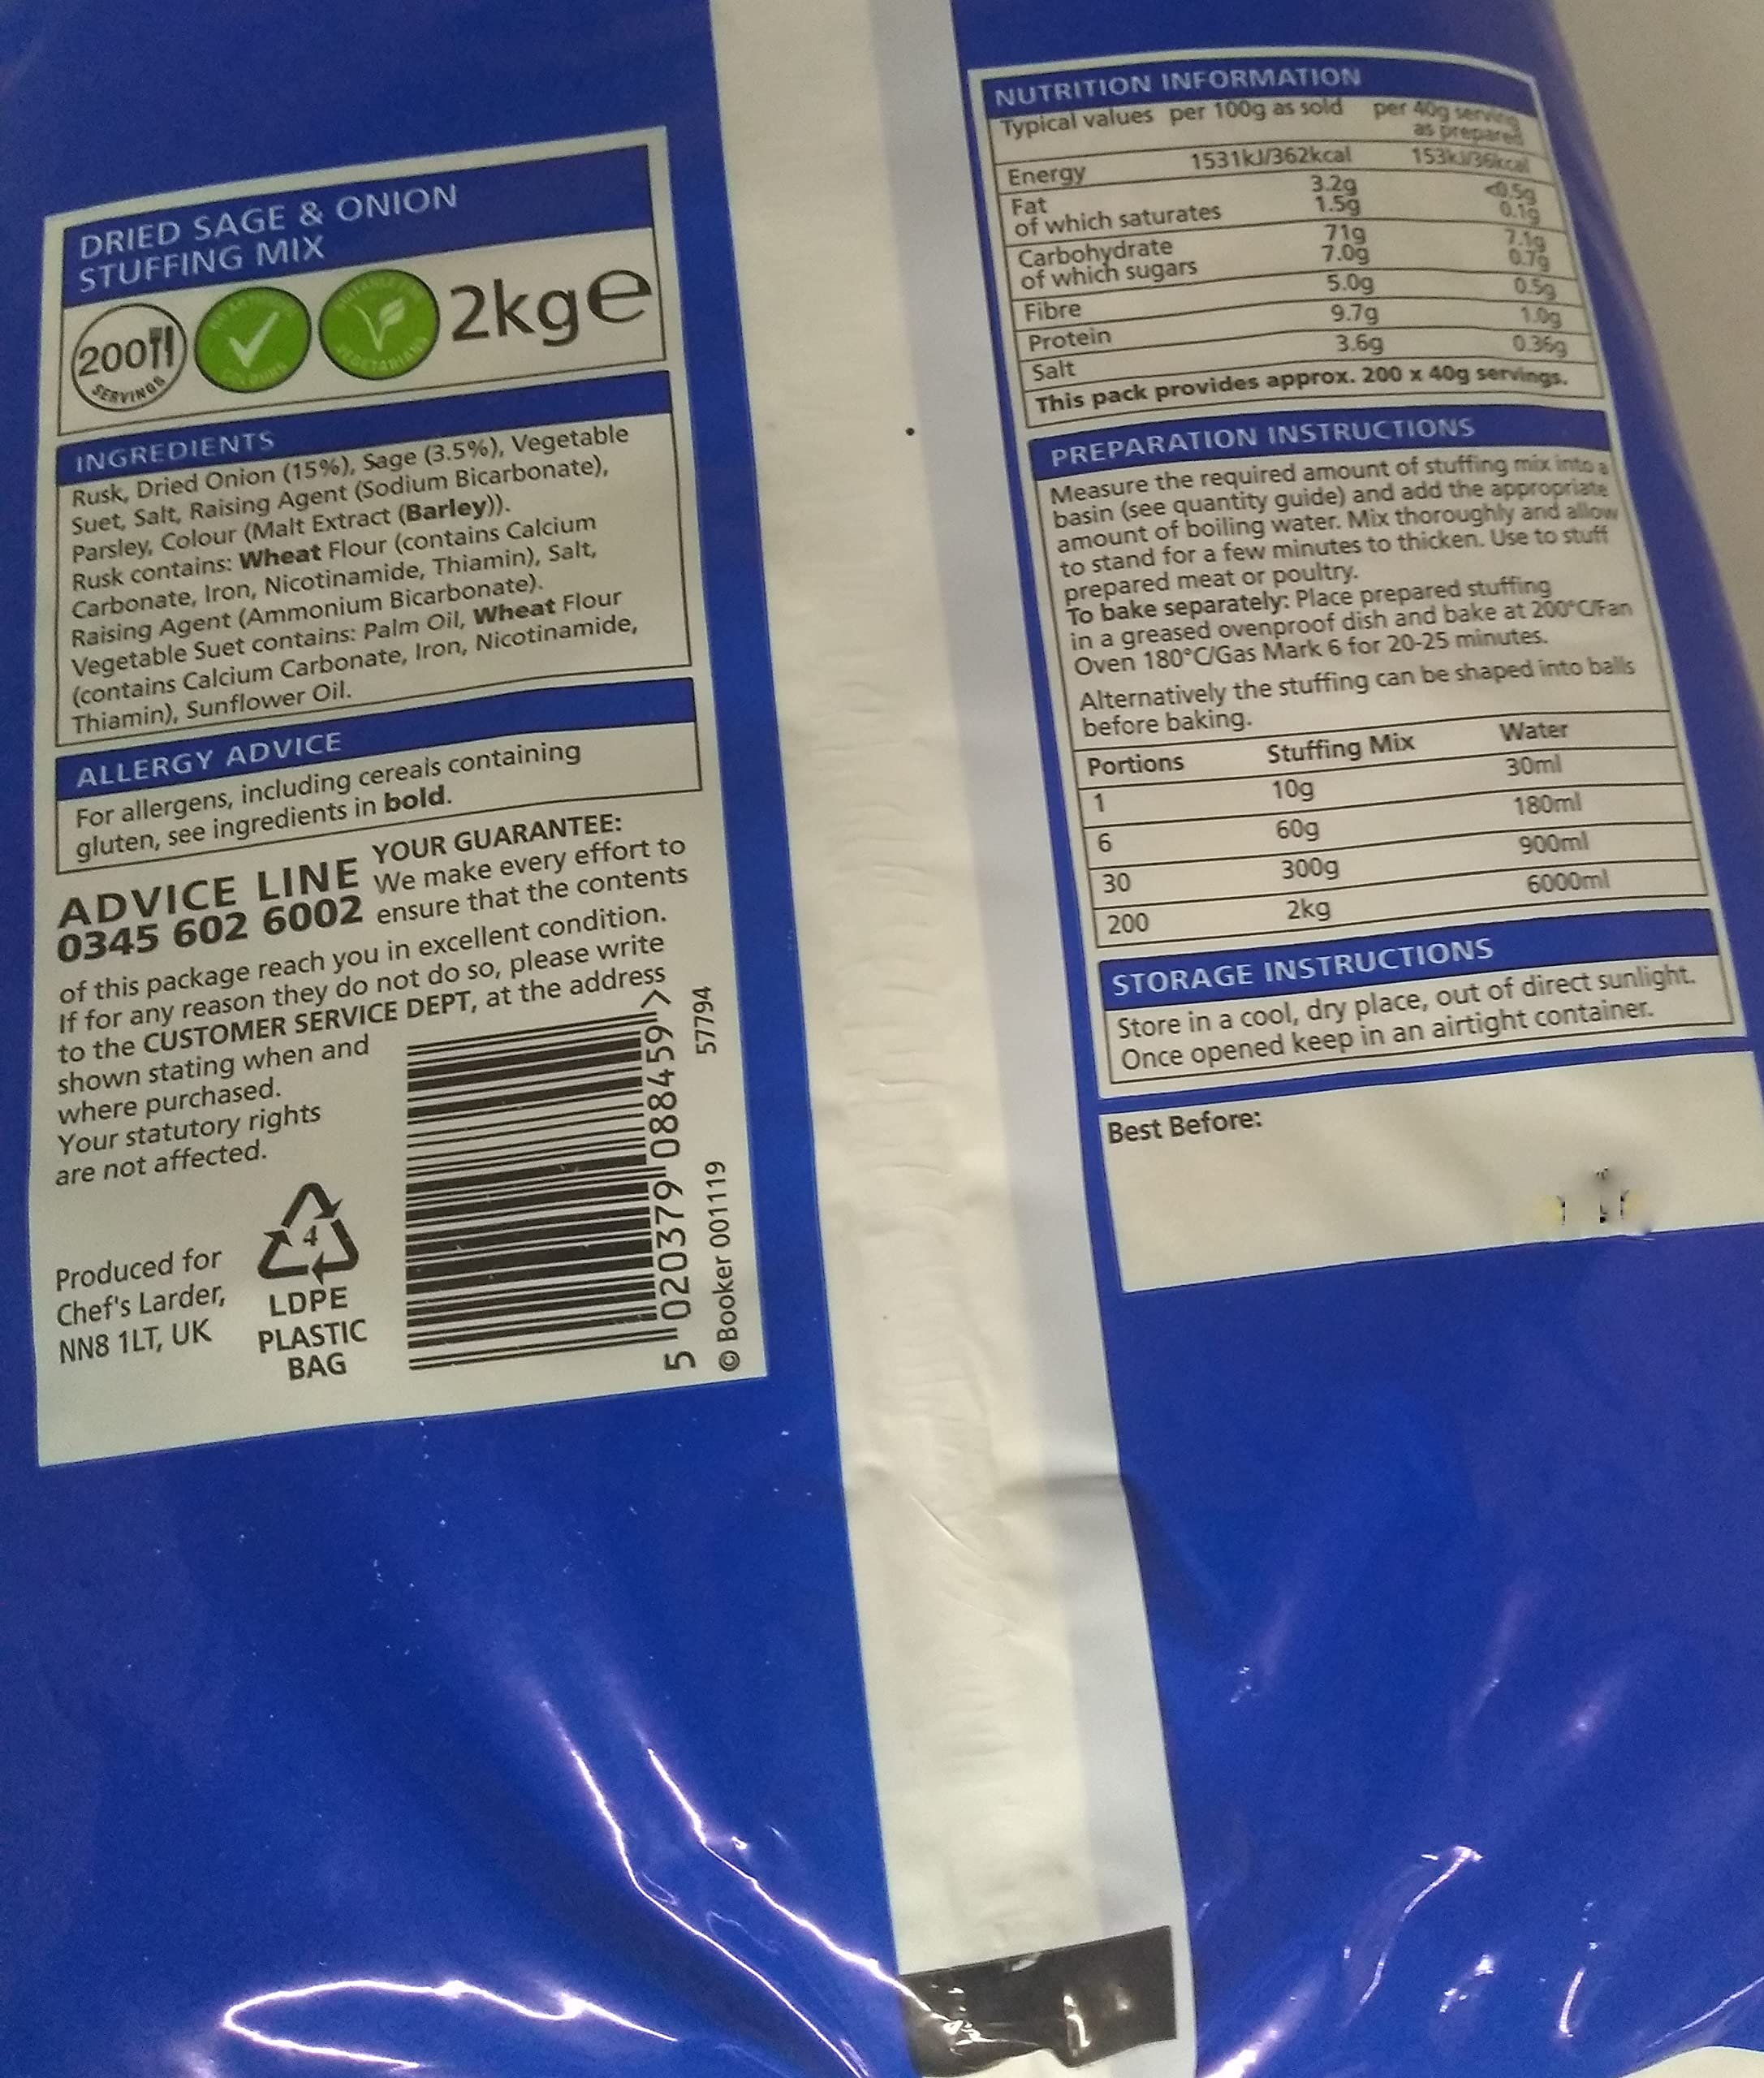 DRIED SAGE & ONION
STUFFING MIX
200
SERVINGS
VEGETARIANS
2kge
INGREDIENTS
Rusk, Dried Onion (15%), Sage (3.5%), Vegetable
Suet, Salt, Raising Agent (Sodium Bicarbonate),
Parsley, Colour (Malt Extract (Barley)).
Rusk contains: Wheat Flour (contains Calcium
Carbonate, Iron, Nicotinamide, Thiamin), Salt,
Raising Agent (Ammonium Bicarbonate).
Vegetable Suet contains: Palm Oil, Wheat Flour
(contains Calcium Carbonate, Iron, Nicotinamide,
Thiamin), Sunflower Oil.
ALLERGY ADVICE
For allergens, including cereals containing
gluten, see ingredients in bold.
ADVICE LINE
0345 602 6002
YOUR GUARANTEE:
We make every effort to
ensure that the contents
of this package reach you in excellent condition.
If for any reason they do not do so, please write
to the CUSTOMER SERVICE DEPT, at the address
shown stating when and
where purchased.
Your statutory rights
are not affected.
Produced for
Chef's Larder,
NN8 1LT, UK
4
LDPE
PLASTIC
BAG
5 020379 088459 >
© Booker 001119 57794
NUTRITION INFORMATION
Typical values per 100g as sold per 40g serving
as prepared
Energy 1531kJ/362kcal 153kJ/36kcal
Fat 3.2g <0.5g
of which saturates 1.5g 0.1g
Carbohydrate 71g 7.1g
of which sugars 7.0g 0.7g
Fibre 5.0g 0.5g
Protein 9.7g 1.0g
Salt 3.6g 0.36g
This pack provides approx. 200 x 40g servings.
PREPARATION INSTRUCTIONS
Measure the required amount of stuffing mix into a
basin (see quantity guide) and add the appropriate
amount of boiling water. Mix thoroughly and allow
to stand for a few minutes to thicken. Use to stuff
prepared meat or poultry.
To bake separately: Place prepared stuffing
in a greased ovenproof dish and bake at 200°C/Fan
Oven 180°C/Gas Mark 6 for 20-25 minutes.
Alternatively the stuffing can be shaped into balls
before baking.
Portions Stuffing Mix Water
1 10g 30ml
6 60g 180ml
30 300g 900ml
200 2kg 6000ml
STORAGE INSTRUCTIONS
Store in a cool, dry place, out of direct sunlight.
Once opened keep in an airtight container.
Best Before: